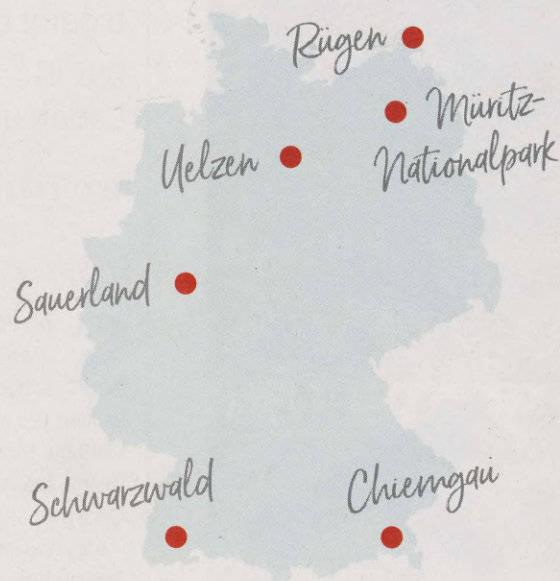 Rügen
Müritz-
Nationalpark
Uelzen
Sauerland
Schwarzwald
Chiemgau